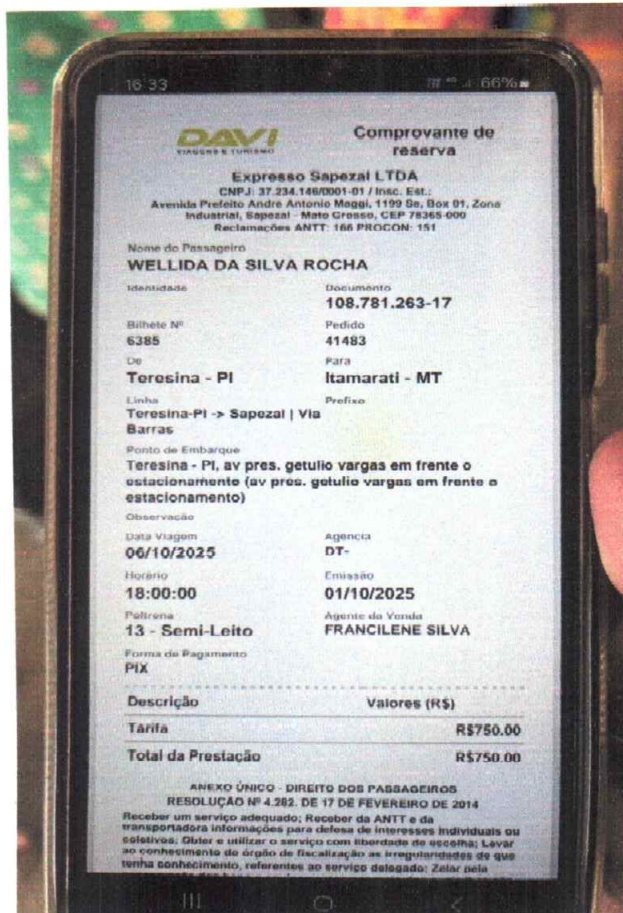 16:33
66%
DAVI
VIAGENS E TURISMO
Comprovante de
reserva
Expresso Sapezal LTDA
CNPJ: 37.234.146/0001-01 / Insc. Est.:
Avenida Prefeito Andre Antonio Maggi, 1199 Se, Box 01, Zona
Industrial, Sapezal - Mato Grosso, CEP 78365-000
Reclamações ANTT: 166 PROCON: 151
Nome do Passageiro
WELLIDA DA SILVA ROCHA
Identidade Documento
108.781.263-17
Bilhete Nº Pedido
6385 41483
De Para
Teresina - PI Itamarati - MT
Linha Prefixo
Teresina-PI -> Sapezal | Via
Barras
Ponto de Embarque
Teresina - PI, av pres. getulio vargas em frente o
estacionamento (av pres. getulio vargas em frente o
estacionamento)
Observação
Data Viagem Agencia
06/10/2025 DT-
Horário Emissão
18:00:00 01/10/2025
Poltrona Agente da Venda
13 - Semi-Leito FRANCILENE SILVA
Forma de Pagamento
PIX
Descrição Valores (R$)
Tarifa R$750.00
Total da Prestação R$750.00
ANEXO ÚNICO - DIREITO DOS PASSAGEIROS
RESOLUÇÃO Nº 4.282, DE 17 DE FEVEREIRO DE 2014
Receber um serviço adequado; Receber da ANTT e da
transportadora informações para defesa de interesses individuais ou
coletivos; Obter e utilizar o serviço com liberdade de escolha; Levar
ao conhecimento do órgão de fiscalização as irregularidades de que
tenha conhecimento, referentes ao serviço delegado; Zelar pela